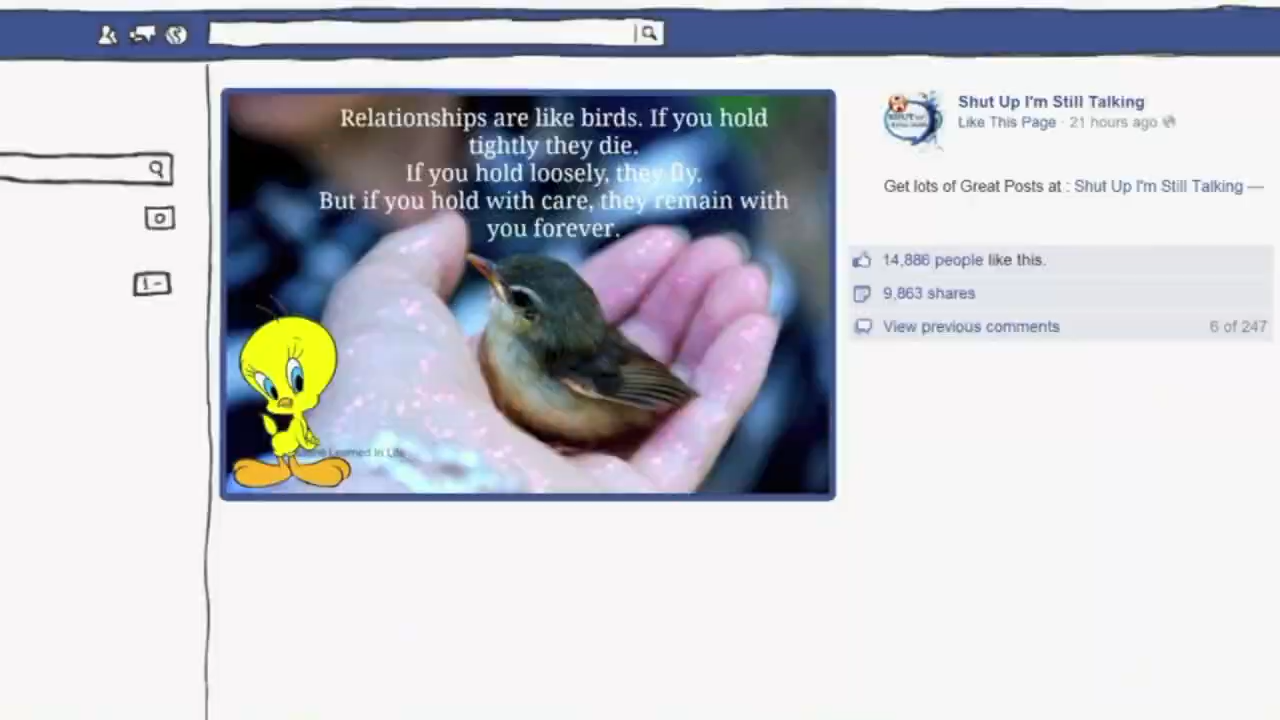 Relationships are like birds. If you hold
tightly they die.
If you hold loosely, they fly.
But if you hold with care, they remain with
you forever.
Learned In Life
Shut Up I'm Still Talking
Like This Page · 21 hours ago
Get lots of Great Posts at : Shut Up I'm Still Talking —
14,886 people like this.
9,863 shares
View previous comments 6 of 247